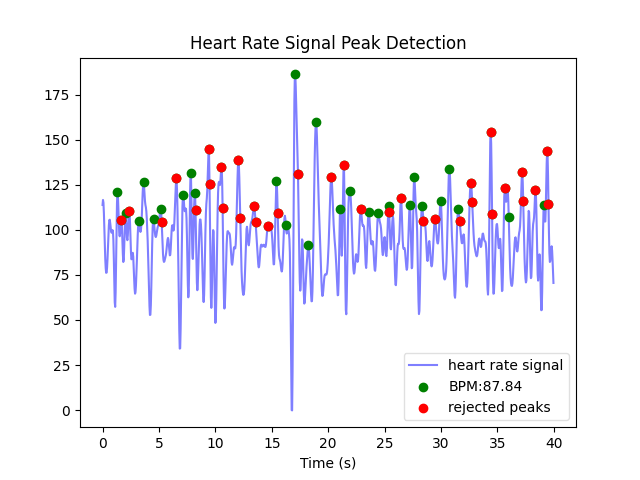 Heart Rate Signal Peak Detection
175
150
125
100
75
50
25
0
heart rate signal
BPM:87.84
rejected peaks
0 5 10 15 20 25 30 35 40
Time (s)